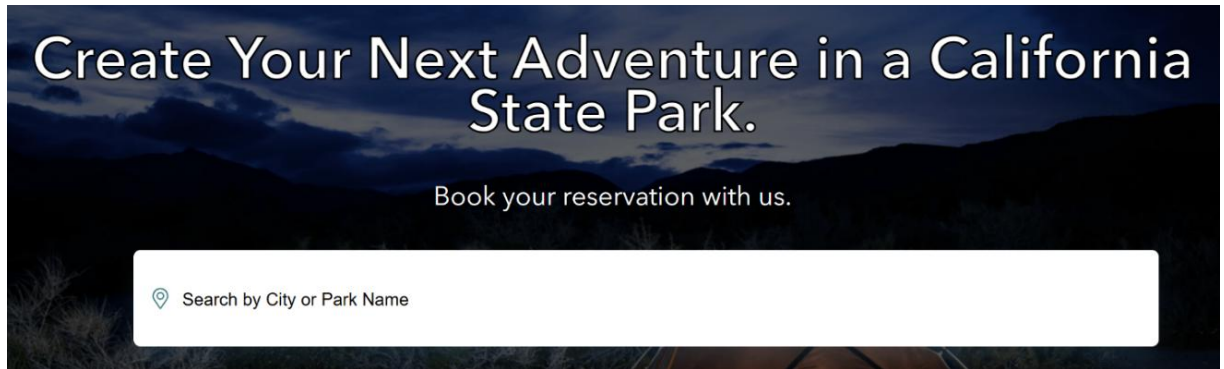 Create Your Next Adventure in a California
State Park.
Book your reservation with us.
Search by City or Park Name